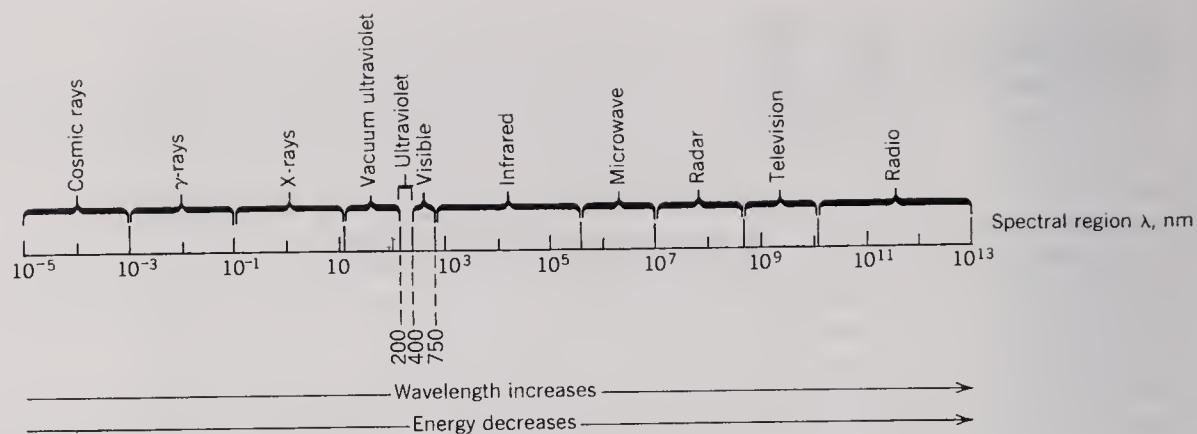 Cosmic rays
γ-rays
X-rays
Vacuum ultraviolet
Ultraviolet
Visible
Infrared
Microwave
Radar
Television
Radio
Spectral region λ, nm
10⁻⁵ 10⁻³ 10⁻¹ 10 10³ 10⁵ 10⁷ 10⁹ 10¹¹ 10¹³
200
400
750
Wavelength increases
Energy decreases